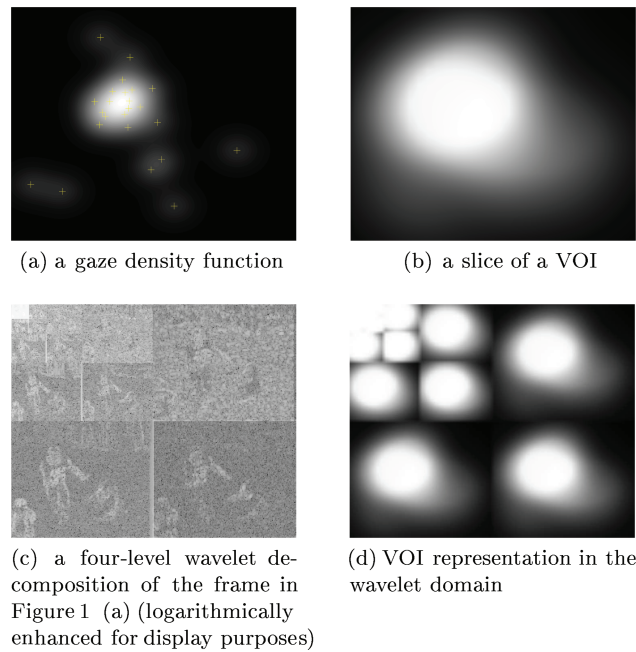 (a) a gaze density function
(b) a slice of a VOI
(c) a four-level wavelet de-
composition of the frame in
Figure 1 (a) (logarithmically
enhanced for display purposes)
(d) VOI representation in the
wavelet domain